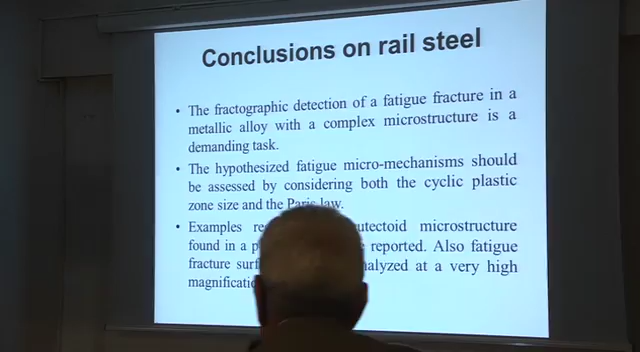 Conclusions on rail steel
• The fractographic detection of a fatigue fracture in a
metallic alloy with a complex microstructure is a
demanding task.
• The hypothesized fatigue micro-mechanisms should
be assessed by considering both the cyclic plastic
zone size and the Paris law.
• Examples microstructure
found in a reported. Also fatigue
fracture at a very high